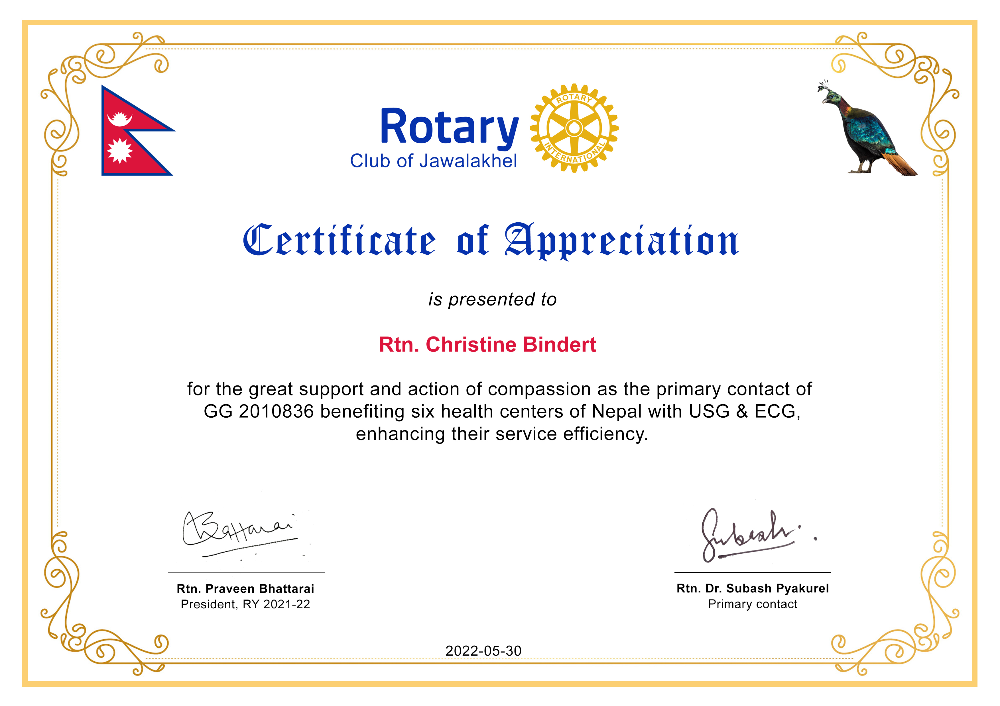 Rotary
Club of Jawalakhel
ROTARY
INTERNATIONAL
Certificate of Appreciation
is presented to
Rtn. Christine Bindert
for the great support and action of compassion as the primary contact of
GG 2010836 benefiting six health centers of Nepal with USG & ECG,
enhancing their service efficiency.
Bhattarai
Subash
Rtn. Praveen Bhattarai
President, RY 2021-22
Rtn. Dr. Subash Pyakurel
Primary contact
2022-05-30